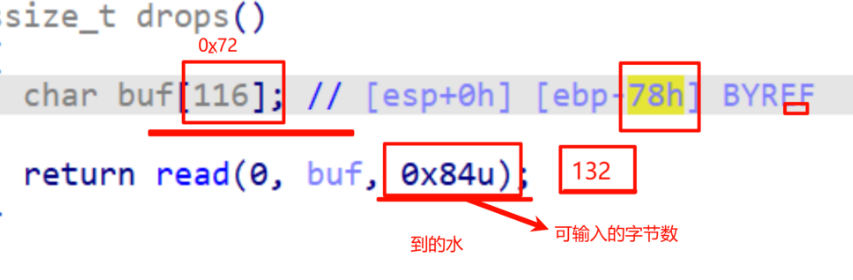 ssize_t drops()
0x72
char buf[116]; // [esp+0h] [ebp-78h] BYREF
return read(0, buf, 0x84u);
132
到的水
可输入的字节数